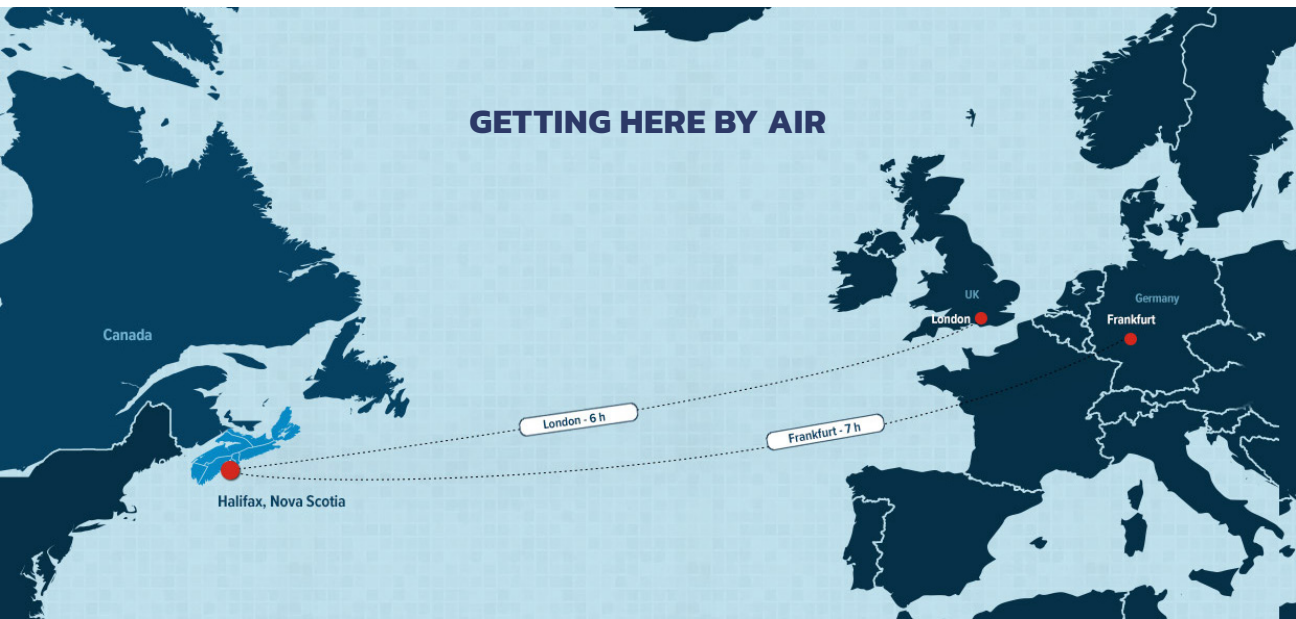 GETTING HERE BY AIR
UK
Germany
London
Frankfurt
Canada
London - 6 h
Frankfurt - 7 h
Halifax, Nova Scotia